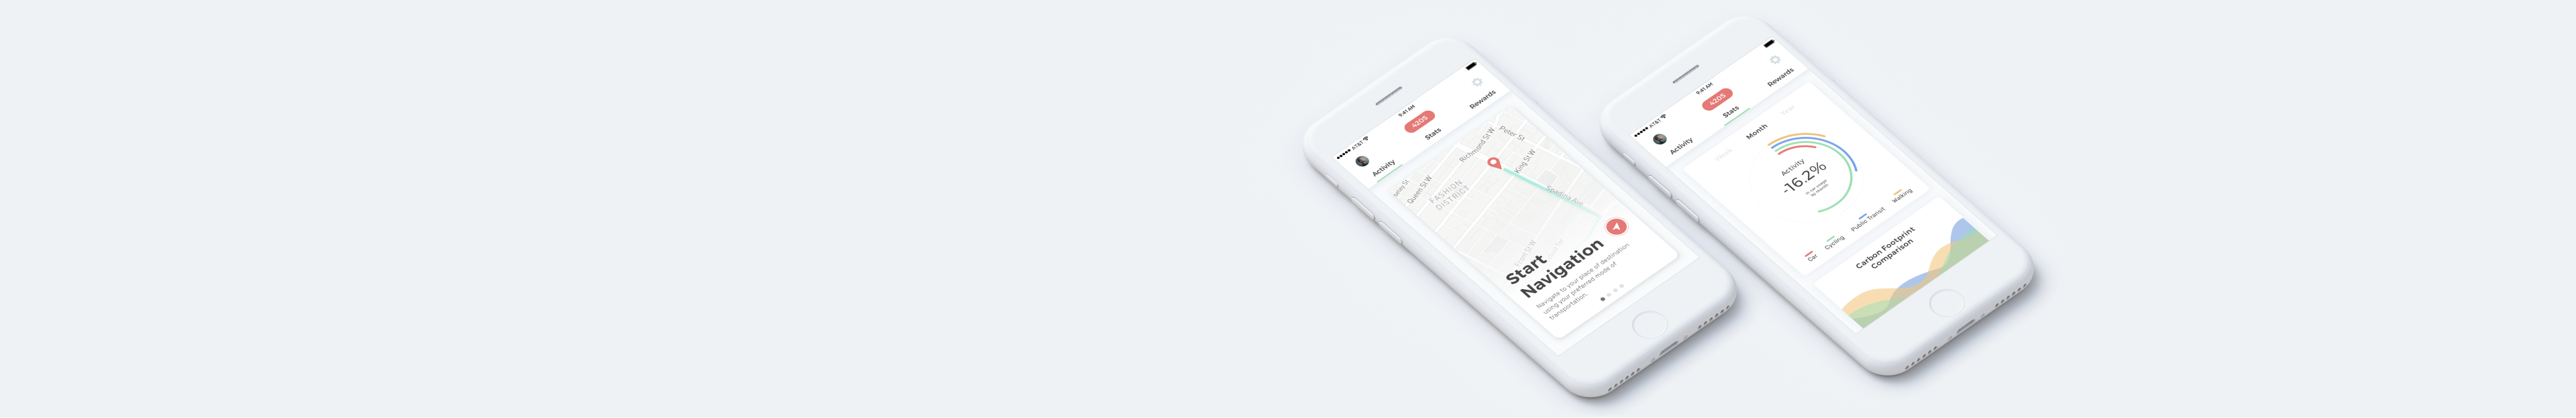 AT&T
9:41 AM
4205
Activity
Stats
Rewards
Peter St
Richmond St W
King St W
Queen St W
FASHION
DISTRICT
Spadina Ave
Front St W
Start
Navigation
Navigate to your place of destination
using your preferred mode of
transportation.
AT&T
9:41 AM
4205
Activity
Stats
Rewards
Month
Year
Activity
-16.2%
Car
Cycling
Public Transit
Walking
Carbon Footprint
Comparison